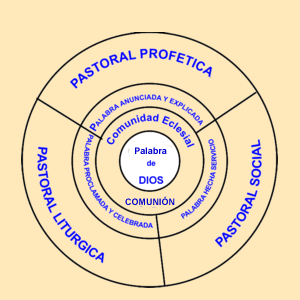 PASTORAL PROFETICA
PALABRA ANUNCIADA Y EXPLICADA
Comunidad Eclesial
Palabra
de
DIOS
COMUNIÓN
PALABRA PROCLAMADA Y CELEBRADA
PALABRA HECHA SERVICIO
PASTORAL LITURGICA
PASTORAL SOCIAL